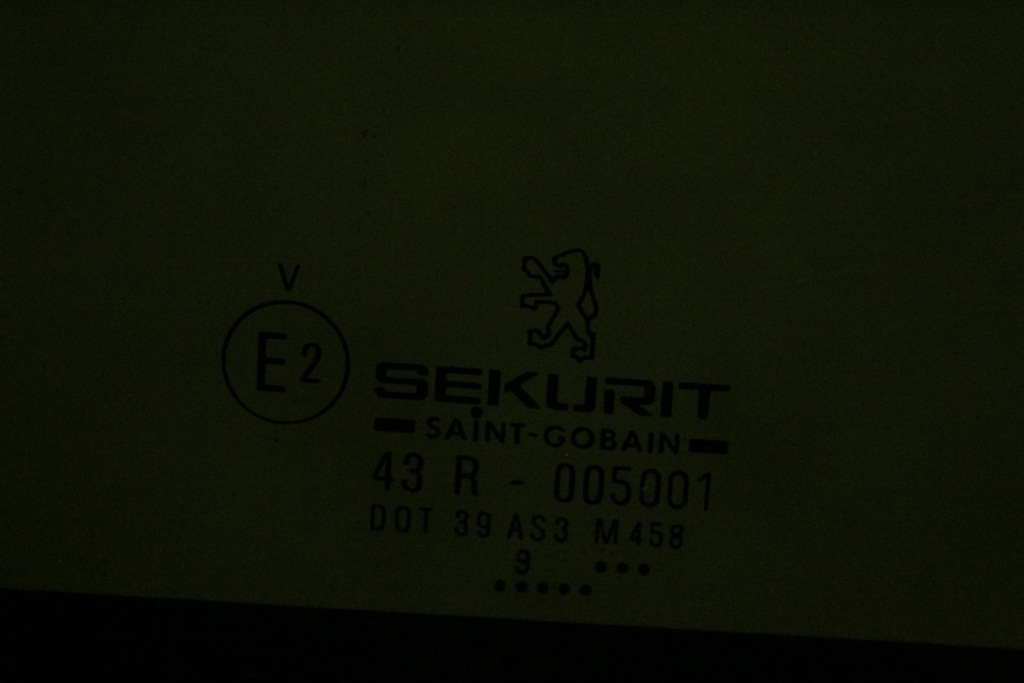 V
E2
SEKURIT
SAINT-GOBAIN
43 R - 005001
DOT 39 AS3 M458
9 •••
•••••